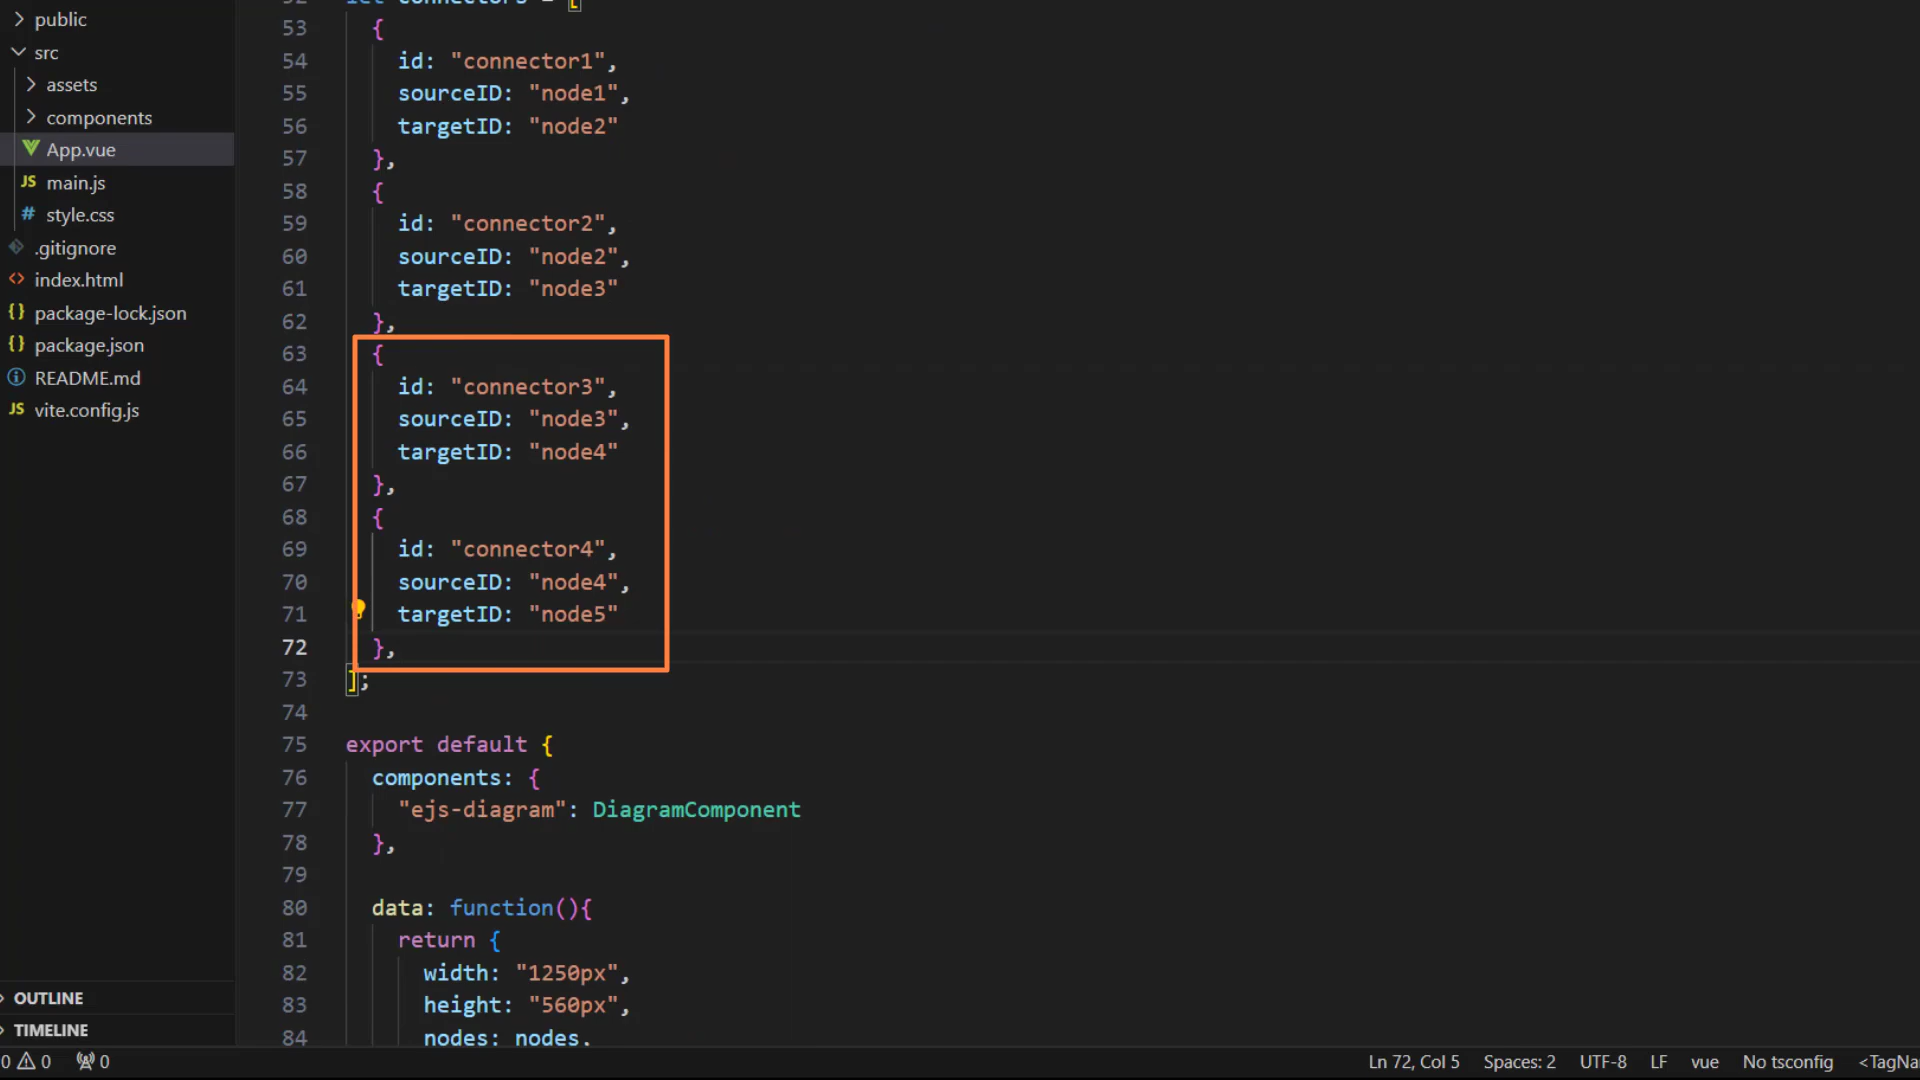 public
src
assets
components
App.vue
JS main.js
# style.css
.gitignore
<> index.html
{} package-lock.json
{} package.json
README.md
JS vite.config.js
OUTLINE
TIMELINE
let connectors = [
53 {
54 id: "connector1",
55 sourceID: "node1",
56 targetID: "node2"
57 },
58 {
59 id: "connector2",
60 sourceID: "node2",
61 targetID: "node3"
62 },
63 {
64 id: "connector3",
65 sourceID: "node3",
66 targetID: "node4"
67 },
68 {
69 id: "connector4",
70 sourceID: "node4",
71 targetID: "node5"
72 },
73 ];
74
75 export default {
76 components: {
77 "ejs-diagram": DiagramComponent
78 },
79
80 data: function(){
81 return {
82 width: "1250px",
83 height: "560px",
84 nodes: nodes,
0 0 0 Ln 72, Col 5 Spaces: 2 UTF-8 LF vue No tsconfig <TagNa